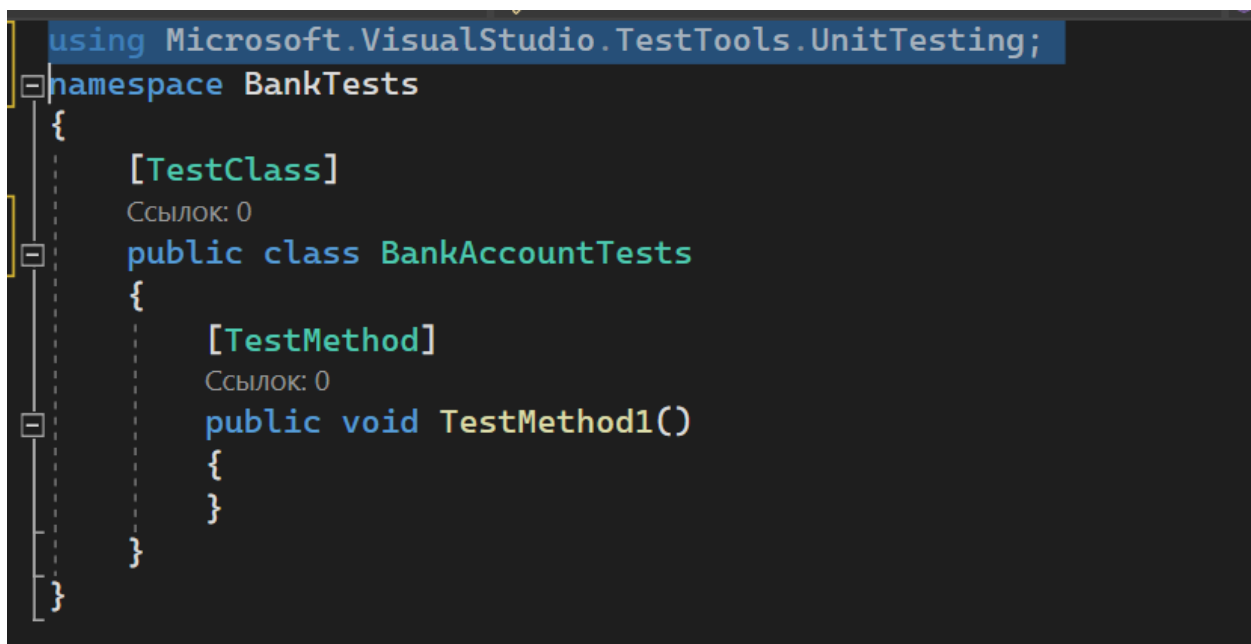 using Microsoft.VisualStudio.TestTools.UnitTesting;
namespace BankTests
{
[TestClass]
Ссылок: 0
public class BankAccountTests
{
[TestMethod]
Ссылок: 0
public void TestMethod1()
{
}
}
}